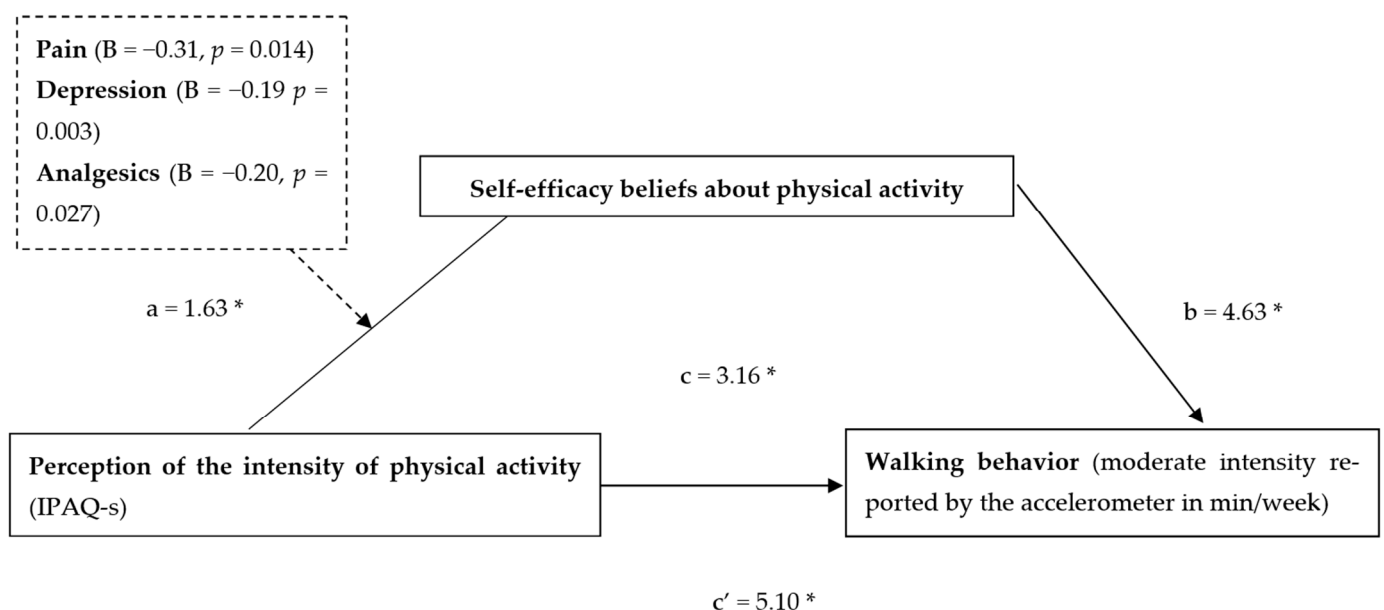 Pain (B = −0.31, p = 0.014)
Depression (B = −0.19 p =
0.003)
Analgesics (B = −0.20, p =
0.027)
Self-efficacy beliefs about physical activity
a = 1.63 *
b = 4.63 *
c = 3.16 *
Perception of the intensity of physical activity
(IPAQ-s)
Walking behavior (moderate intensity re-
ported by the accelerometer in min/week)
c′ = 5.10 *